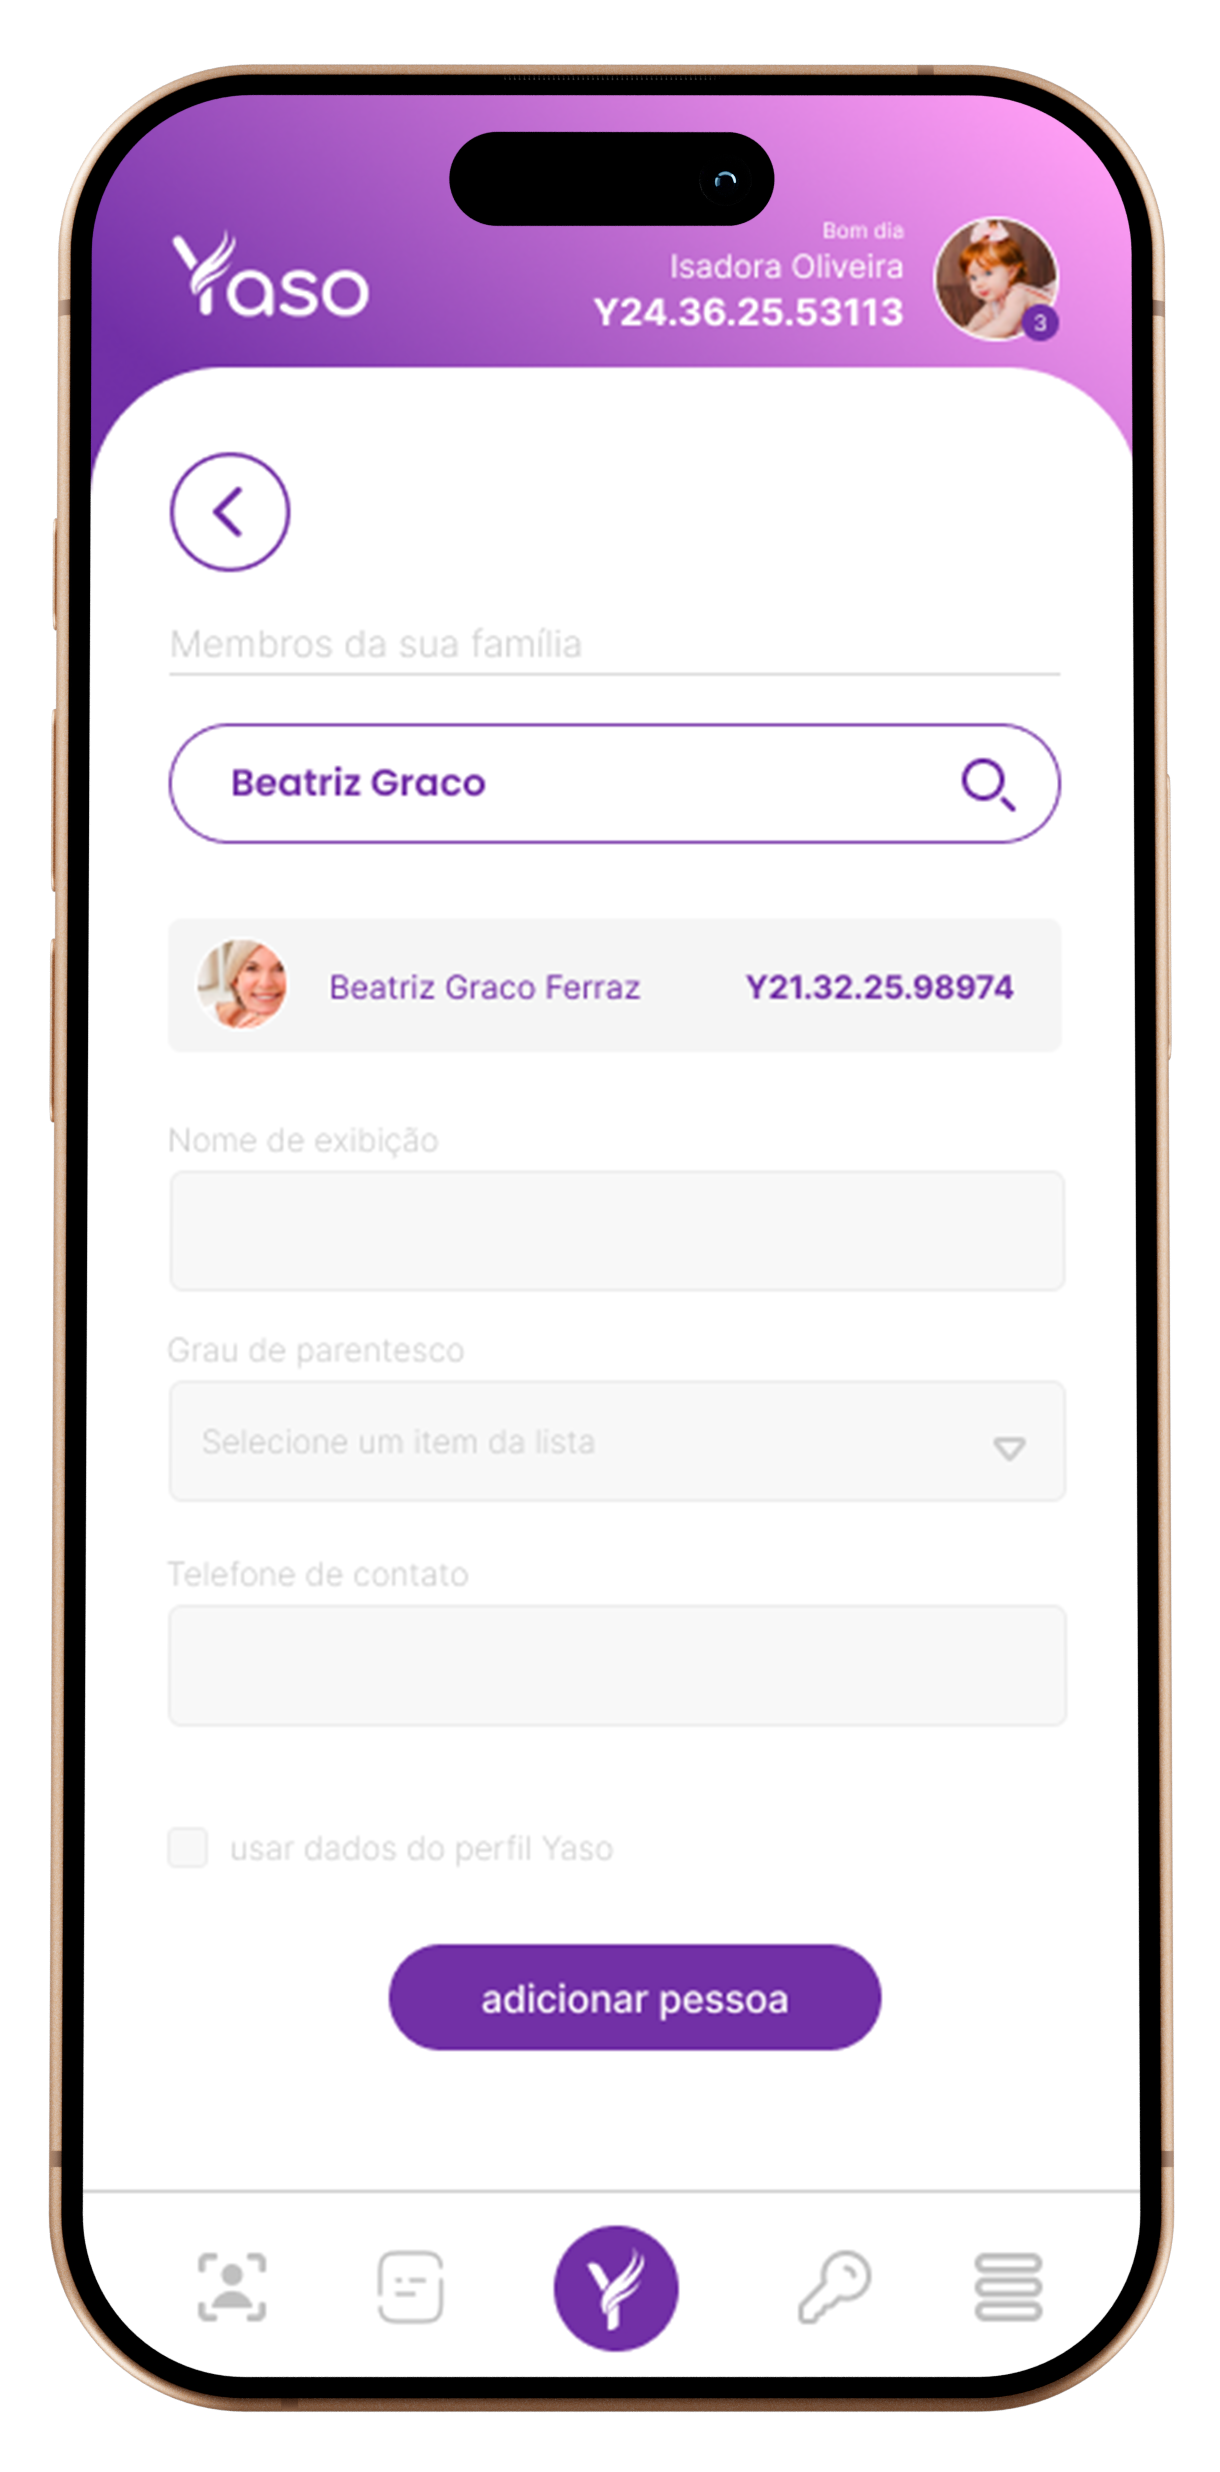 Bom dia
Yaso
Isadora Oliveira
Y24.36.25.53113
3
Membros da sua família
Beatriz Graco
Beatriz Graco Ferraz Y21.32.25.98974
Nome de exibição
Grau de parentesco
Selecione um item da lista
Telefone de contato
usar dados do perfil Yaso
adicionar pessoa